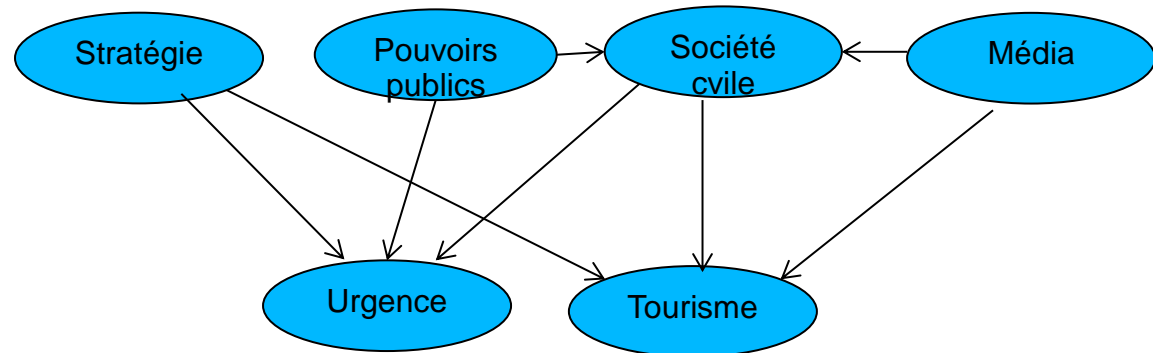 Stratégie
Pouvoirs
publics
Société
cvile
Média
Urgence
Tourisme